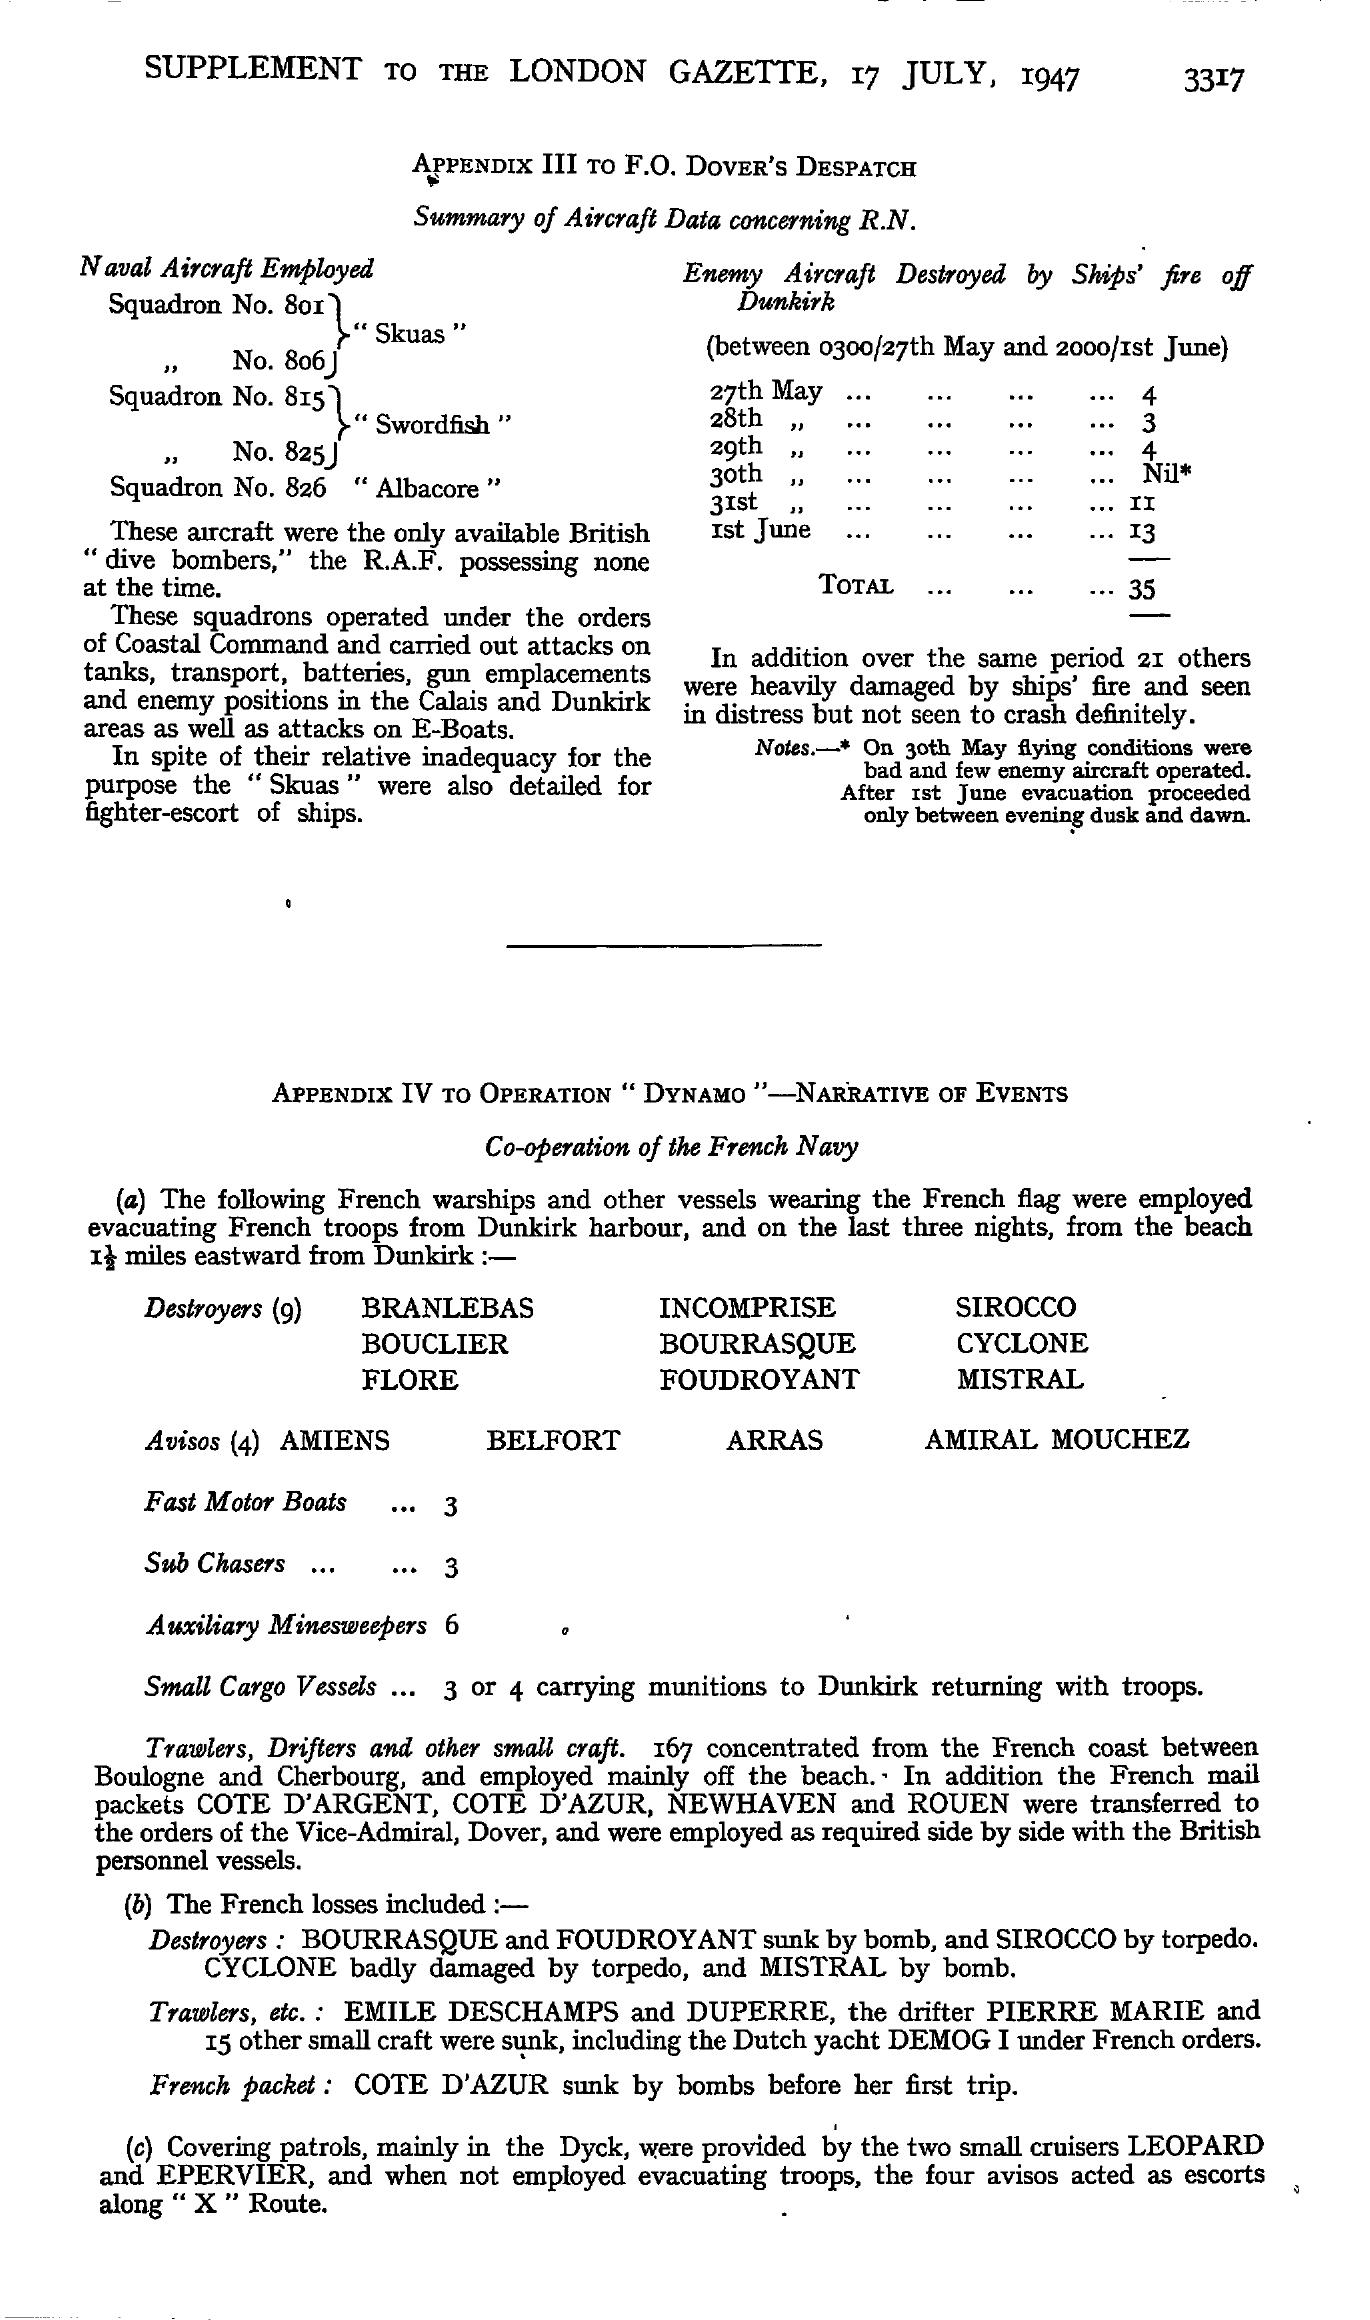 SUPPLEMENT TO THE LONDON GAZETTE, 17 JULY, 1947 3317
APPENDIX III TO F.O. DOVER'S DESPATCH
Summary of Aircraft Data concerning R.N.
Naval Aircraft Employed
Squadron No. 801
" Skuas "
„ No. 806
Squadron No. 815
" Swordfish "
„ No. 825
Squadron No. 826 " Albacore "
These aircraft were the only available British
" dive bombers," the R.A.F. possessing none
at the time.
These squadrons operated under the orders
of Coastal Command and carried out attacks on
tanks, transport, batteries, gun emplacements
and enemy positions in the Calais and Dunkirk
areas as well as attacks on E-Boats.
In spite of their relative inadequacy for the
purpose the " Skuas " were also detailed for
fighter-escort of ships.
Enemy Aircraft Destroyed by Ships' fire off
Dunkirk
(between 0300/27th May and 2000/1st June)
27th May ... ... ... ... 4
28th „ ... ... ... ... 3
29th „ ... ... ... ... 4
30th „ ... ... ... ... Nil*
31st „ ... ... ... ... 11
1st June ... ... ... ... 13
TOTAL ... ... ... 35
In addition over the same period 21 others
were heavily damaged by ships' fire and seen
in distress but not seen to crash definitely.
Notes.—* On 30th May flying conditions were
bad and few enemy aircraft operated.
After 1st June evacuation proceeded
only between evening dusk and dawn.
APPENDIX IV TO OPERATION " DYNAMO "—NARRATIVE OF EVENTS
Co-operation of the French Navy
(a) The following French warships and other vessels wearing the French flag were employed
evacuating French troops from Dunkirk harbour, and on the last three nights, from the beach
1½ miles eastward from Dunkirk :—
Destroyers (9) BRANLEBAS INCOMPRISE SIROCCO
BOUCLIER BOURRASQUE CYCLONE
FLORE FOUDROYANT MISTRAL
Avisos (4) AMIENS BELFORT ARRAS AMIRAL MOUCHEZ
Fast Motor Boats ... 3
Sub Chasers ... ... 3
Auxiliary Minesweepers 6
Small Cargo Vessels ... 3 or 4 carrying munitions to Dunkirk returning with troops.
Trawlers, Drifters and other small craft. 167 concentrated from the French coast between
Boulogne and Cherbourg, and employed mainly off the beach. In addition the French mail
packets COTE D'ARGENT, COTE D'AZUR, NEWHAVEN and ROUEN were transferred to
the orders of the Vice-Admiral, Dover, and were employed as required side by side with the British
personnel vessels.
(b) The French losses included :—
Destroyers : BOURRASQUE and FOUDROYANT sunk by bomb, and SIROCCO by torpedo.
CYCLONE badly damaged by torpedo, and MISTRAL by bomb.
Trawlers, etc. : EMILE DESCHAMPS and DUPERRE, the drifter PIERRE MARIE and
15 other small craft were sunk, including the Dutch yacht DEMOG I under French orders.
French packet : COTE D'AZUR sunk by bombs before her first trip.
(c) Covering patrols, mainly in the Dyck, were provided by the two small cruisers LEOPARD
and EPERVIER, and when not employed evacuating troops, the four avisos acted as escorts
along " X " Route.